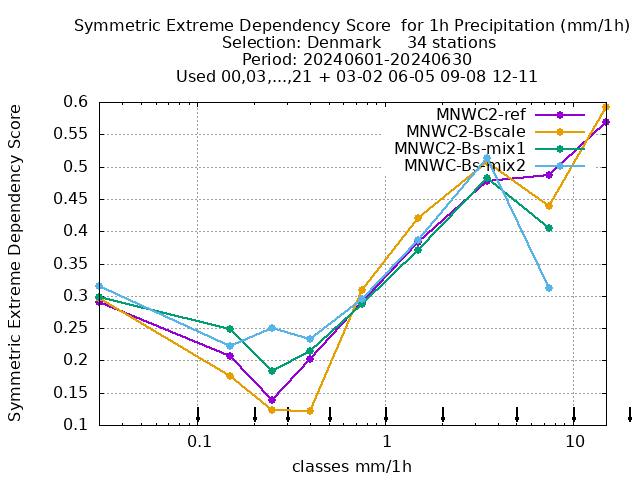 Symmetric Extreme Dependency Score  for 1h Precipitation (mm/1h)
Selection: Denmark     34 stations
Period: 20240601-20240630
Used 00,03,...,21 + 03-02 06-05 09-08 12-11
Symmetric Extreme Dependency Score
0.6
0.55
0.5
0.45
0.4
0.35
0.3
0.25
0.2
0.15
0.1
MNWC2-ref
MNWC2-Bscale
MNWC2-Bs-mix1
MNWC-Bs-mix2
0.1
1
10
classes mm/1h